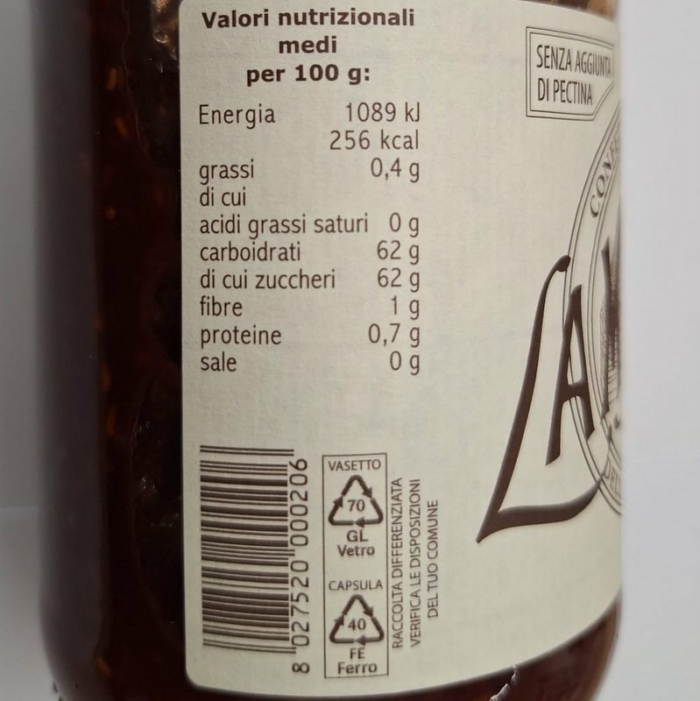 Valori nutrizionali
medi
per 100 g:
Energia 1089 kJ
256 kcal
grassi 0,4 g
di cui
acidi grassi saturi 0 g
carboidrati 62 g
di cui zuccheri 62 g
fibre 1 g
proteine 0,7 g
sale 0 g
8 027520 000206
VASETTO
70
GL
Vetro
CAPSULA
40
FE
Ferro
RACCOLTA DIFFERENZIATA
VERIFICA LE DISPOSIZIONI
DEL TUO COMUNE
SENZA AGGIUNTA
DI PECTINA